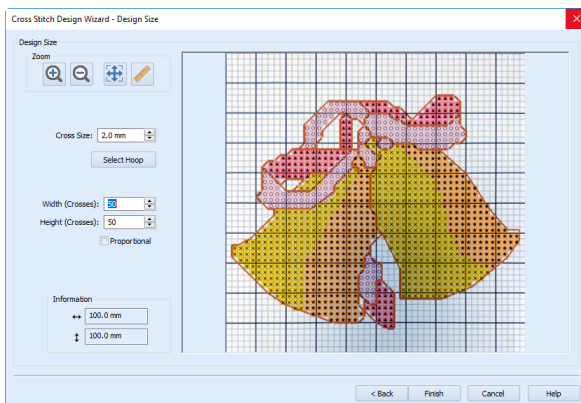 Cross Stitch Design Wizard - Design Size
Design Size
Zoom
Cross Size: 2.0 mm
Select Hoop
Width (Crosses): 50
Height (Crosses): 50
Proportional
Information
100.0 mm
100.0 mm
< Back Finish Cancel Help